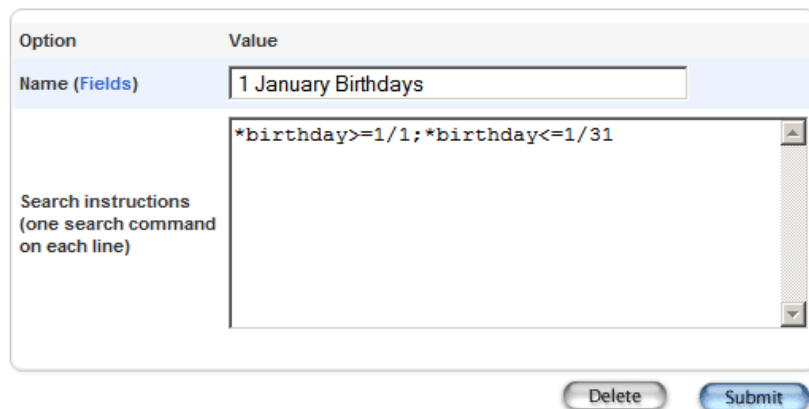 Option Value
Name (Fields) 1 January Birthdays
*birthday>=1/1;*birthday<=1/31
Search instructions
(one search command
on each line)
Delete Submit